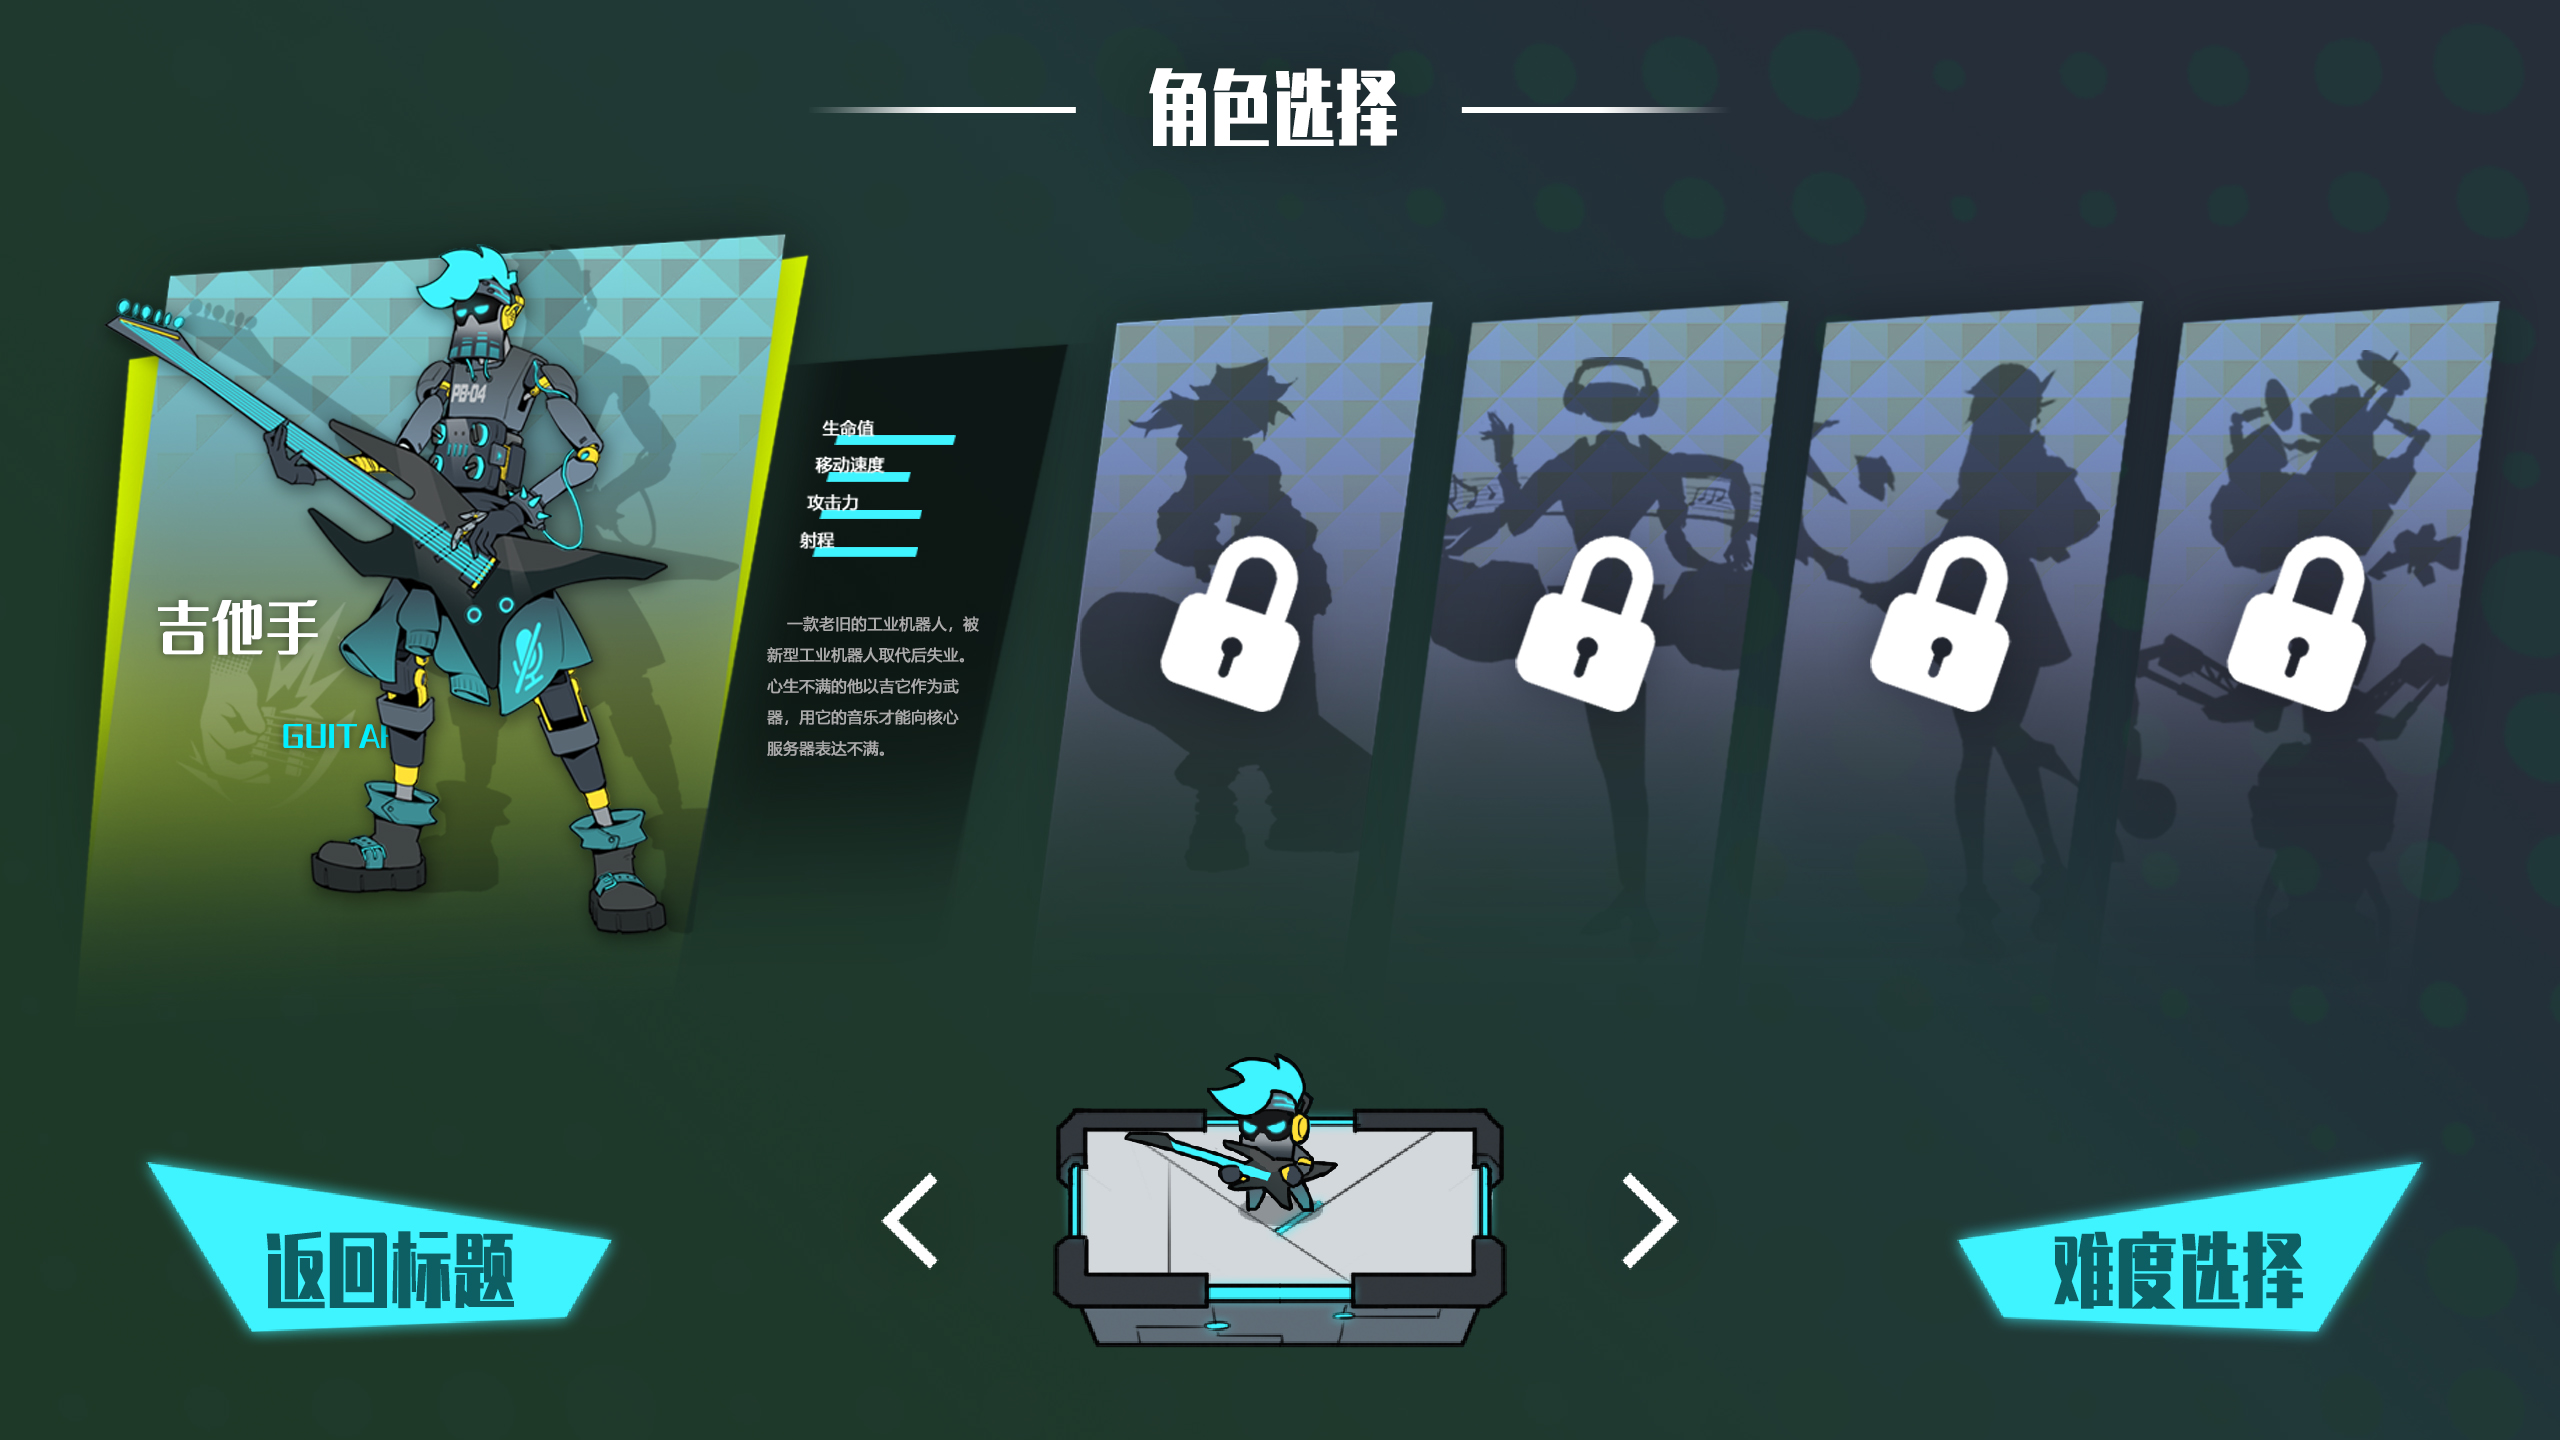 角色选择
PB-04
生命值
移动速度
攻击力
射程
吉他手
GUITAR
一款老旧的工业机器人，被
新型工业机器人取代后失业。
心生不满的他以吉它作为武
器，用它的音乐才能向核心
服务器表达不满。
返回标题
难度选择